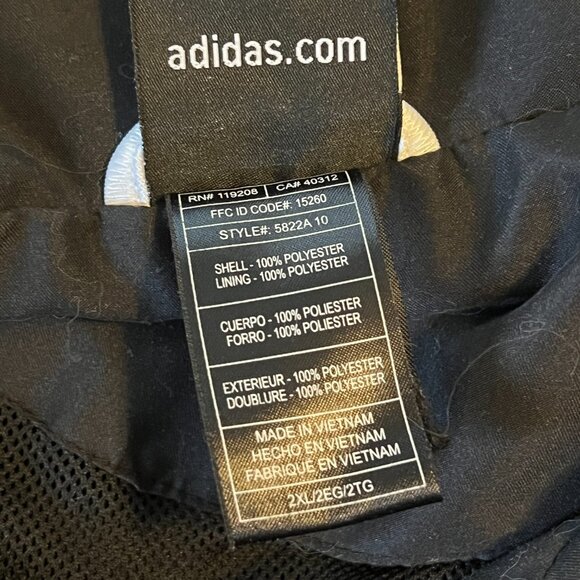 adidas.com
RN# 119208 CA# 40312
FFC ID CODE#: 15260
STYLE#: 5822A 10
SHELL - 100% POLYESTER
LINING - 100% POLYESTER
CUERPO - 100% POLIESTER
FORRO - 100% POLIESTER
EXTERIEUR - 100% POLYESTER
DOUBLURE - 100% POLYESTER
MADE IN VIETNAM
HECHO EN VIETNAM
FABRIQUE EN VIETNAM
2XL/2EG/2TG